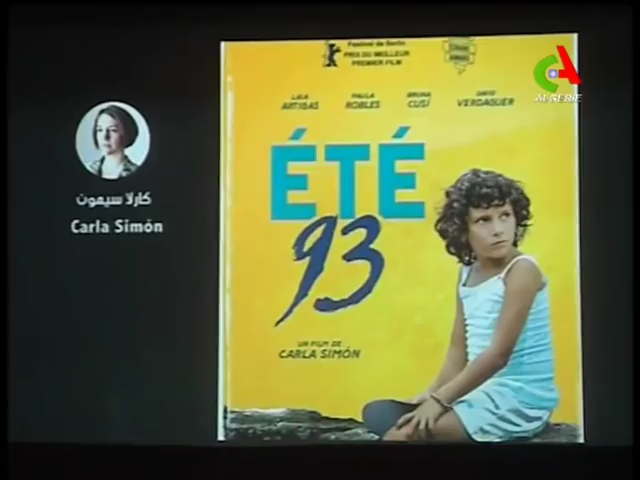 كارلا سيمون
Carla Simón
Festival de Berlin
PRIX DU MEILLEUR
PREMIER FILM
LAIA
ARTIGAS
PAULA
ROBLES
BRUNA
CUSÍ
DAVID
VERDAGUER
ÉTÉ
93
UN FILM DE
CARLA SIMÓN
ALGERIE